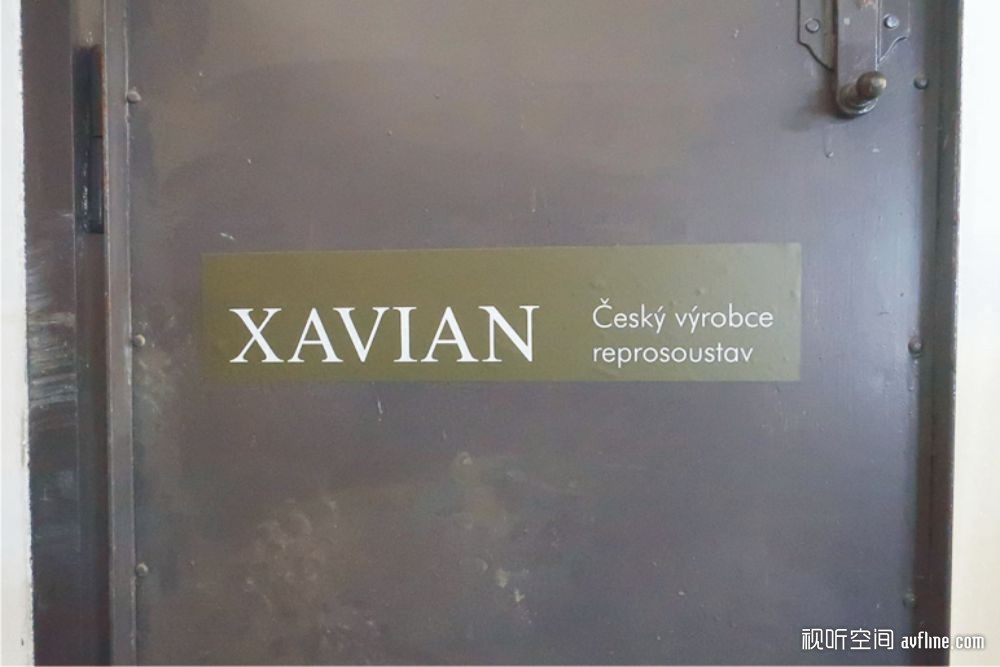 XAVIAN
Český výrobce
reprosoustav
视听空间 avfline.com